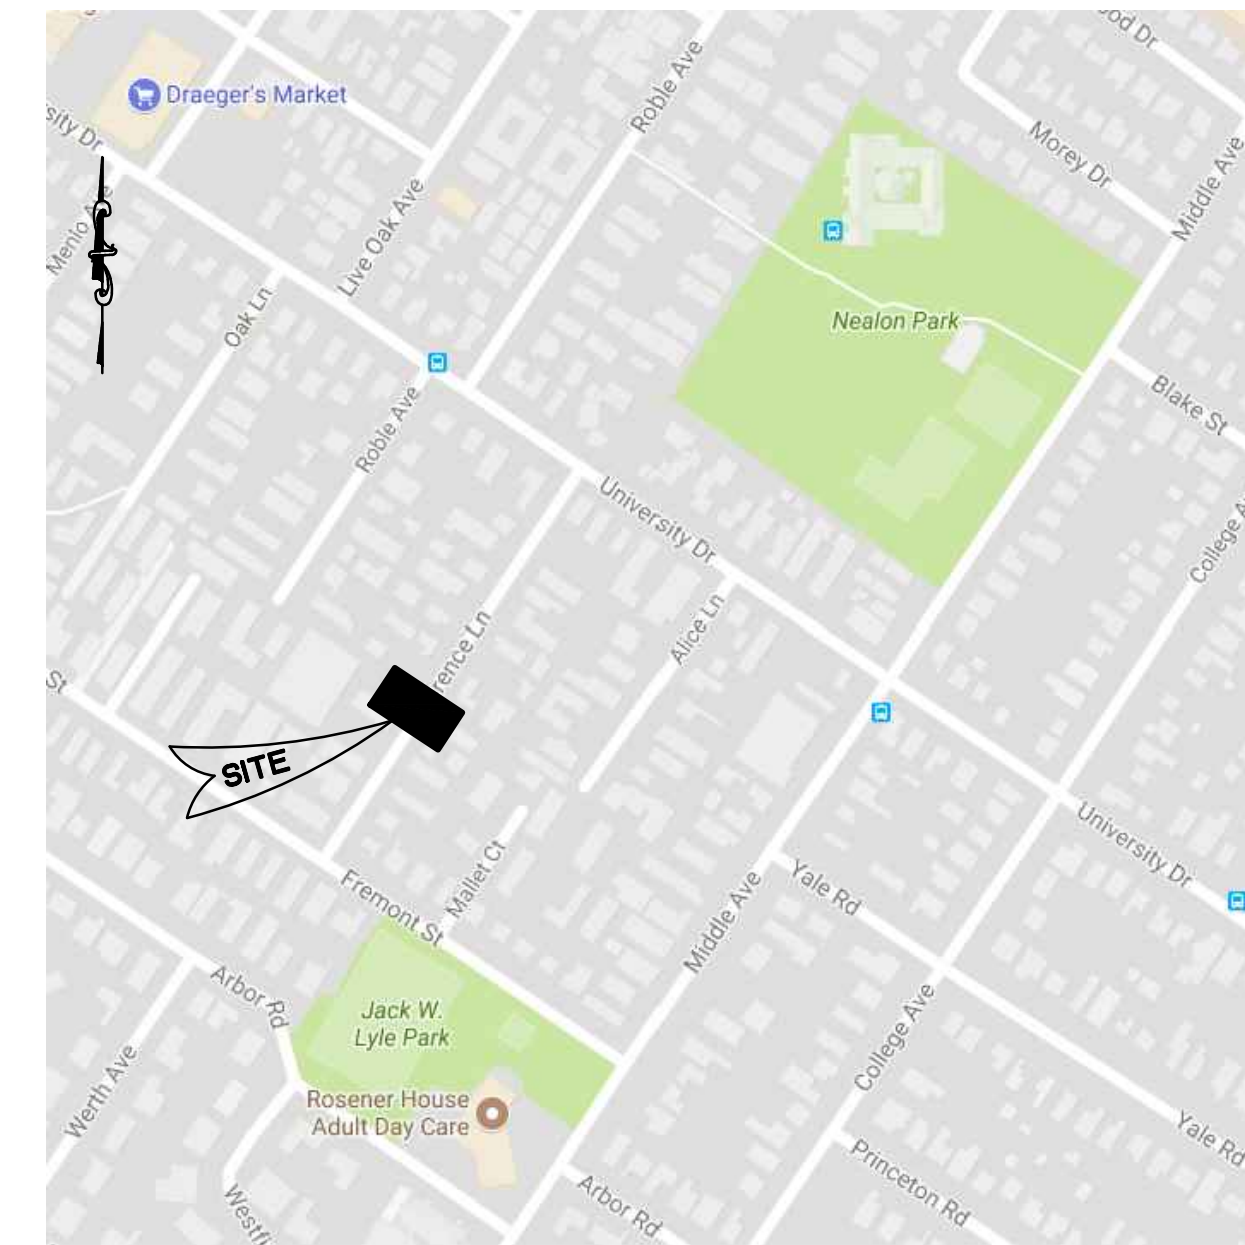 ood Dr
Roble Ave
Draeger's Market
sity Dr
Morey Dr
Middle Ave
Menlo Ave
Live Oak Ave
Oak Ln
Nealon Park
Blake St
Roble Ave
University Dr
College A
Alice Ln
rence Ln
St
SITE
University Dr
Mallet Ct
Yale Rd
Fremont St
Middle Ave
Arbor Rd
Jack W.
Lyle Park
College Ave
Werth Ave
Rosener House
Adult Day Care
Yale Rd
Princeton Rd
Arbor Rd
Westf